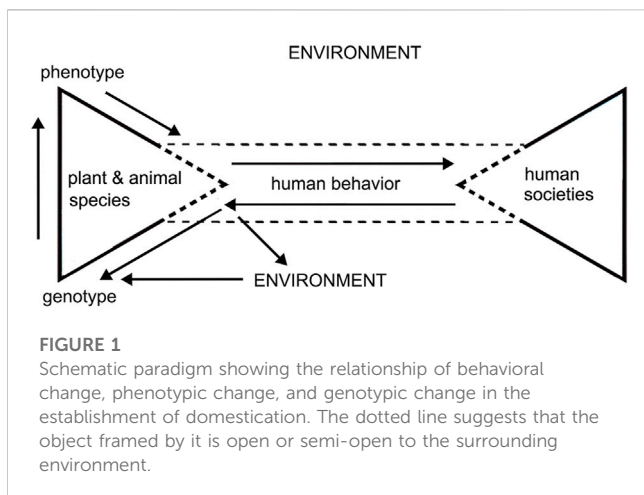 ENVIRONMENT
phenotype
plant & animal
species
human behavior
human
societies
genotype
ENVIRONMENT
FIGURE 1
Schematic paradigm showing the relationship of behavioral
change, phenotypic change, and genotypic change in the
establishment of domestication. The dotted line suggests that the
object framed by it is open or semi-open to the surrounding
environment.